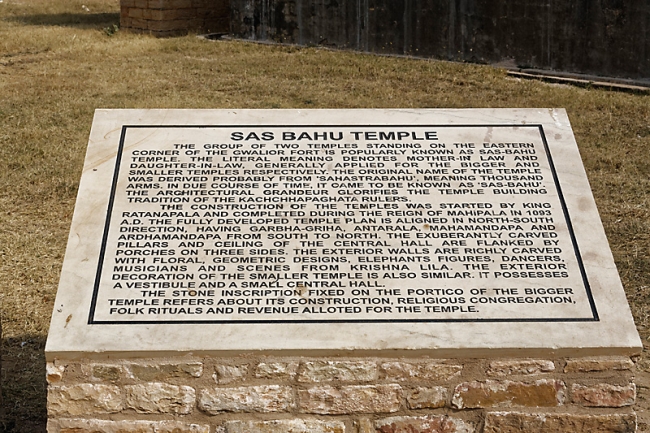 SAS BAHU TEMPLE
THE GROUP OF TWO TEMPLES STANDING ON THE EASTERN
CORNER OF THE GWALIOR FORT IS POPULARLY KNOWN AS SAS-BAHU
TEMPLE. THE LITERAL MEANING DENOTES MOTHER-IN LAW AND
DAUGHTER-IN-LAW, GENERALLY APPLIED FOR THE BIGGER AND
SMALLER TEMPLES RESPECTIVELY. THE ORIGINAL NAME OF THE TEMPLE
WAS DERIVED PROBABLY FROM 'SAHASTRABAHU', MEANING THOUSAND
ARMS. IN DUE COURSE OF TIME, IT CAME TO BE KNOWN AS 'SAS-BAHU'.
THE ARCHITECTURAL GRANDEUR GLORIFIES THE TEMPLE BUILDING
TRADITION OF THE KACHCHHAPAGHATA RULERS.
THE CONSTRUCTION OF THE TEMPLES WAS STARTED BY KING
RATANAPALA AND COMPLETED DURING THE REIGN OF MAHIPALA IN 1093
A.D. THE FULLY DEVELOPED TEMPLE PLAN IS ALIGNED IN NORTH-SOUTH
DIRECTION, HAVING GARBHA-GRIHA, ANTARALA, MAHAMANDAPA AND
ARDHAMANDAPA FROM SOUTH TO NORTH. THE EXUBERANTLY CARVED
PILLARS AND CEILING OF THE CENTRAL HALL ARE FLANKED BY
PORCHES ON THREE SIDES. THE EXTERIOR WALLS ARE RICHLY CARVED
WITH FLORAL, GEOMETRIC DESIGNS, ELEPHANTS FIGURES, DANCERS,
MUSICIANS AND SCENES FROM KRISHNA LILA. THE EXTERIOR
DECORATION OF THE SMALLER TEMPLE IS ALSO SIMILAR. IT POSSESSES
A VESTIBULE AND A SMALL CENTRAL HALL.
THE STONE INSCRIPTION FIXED ON THE PORTICO OF THE BIGGER
TEMPLE REFERS ABOUT ITS CONSTRUCTION, RELIGIOUS CONGREGATION,
FOLK RITUALS AND REVENUE ALLOTED FOR THE TEMPLE.